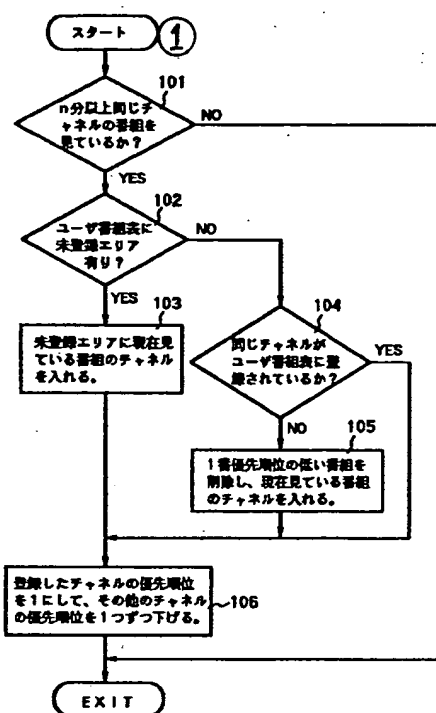 スタート
1
101
n分以上同じチ
ャネルの番組を
見ているか?
NO
YES
102
ユーザ番組表に
未登録エリア
有り?
NO
YES
103
未登録エリアに現在見
ている番組のチャネル
を入れる。
104
同じチャネルが
ユーザ番組表に登
録されているか?
YES
NO
105
1番優先順位の低い番組を
削除し、現在見ている番組
のチャネルを入れる。
登録したチャネルの優先順位
を1にして、その他のチャネル
の優先順位を1つずつ下げる。
106
EXIT